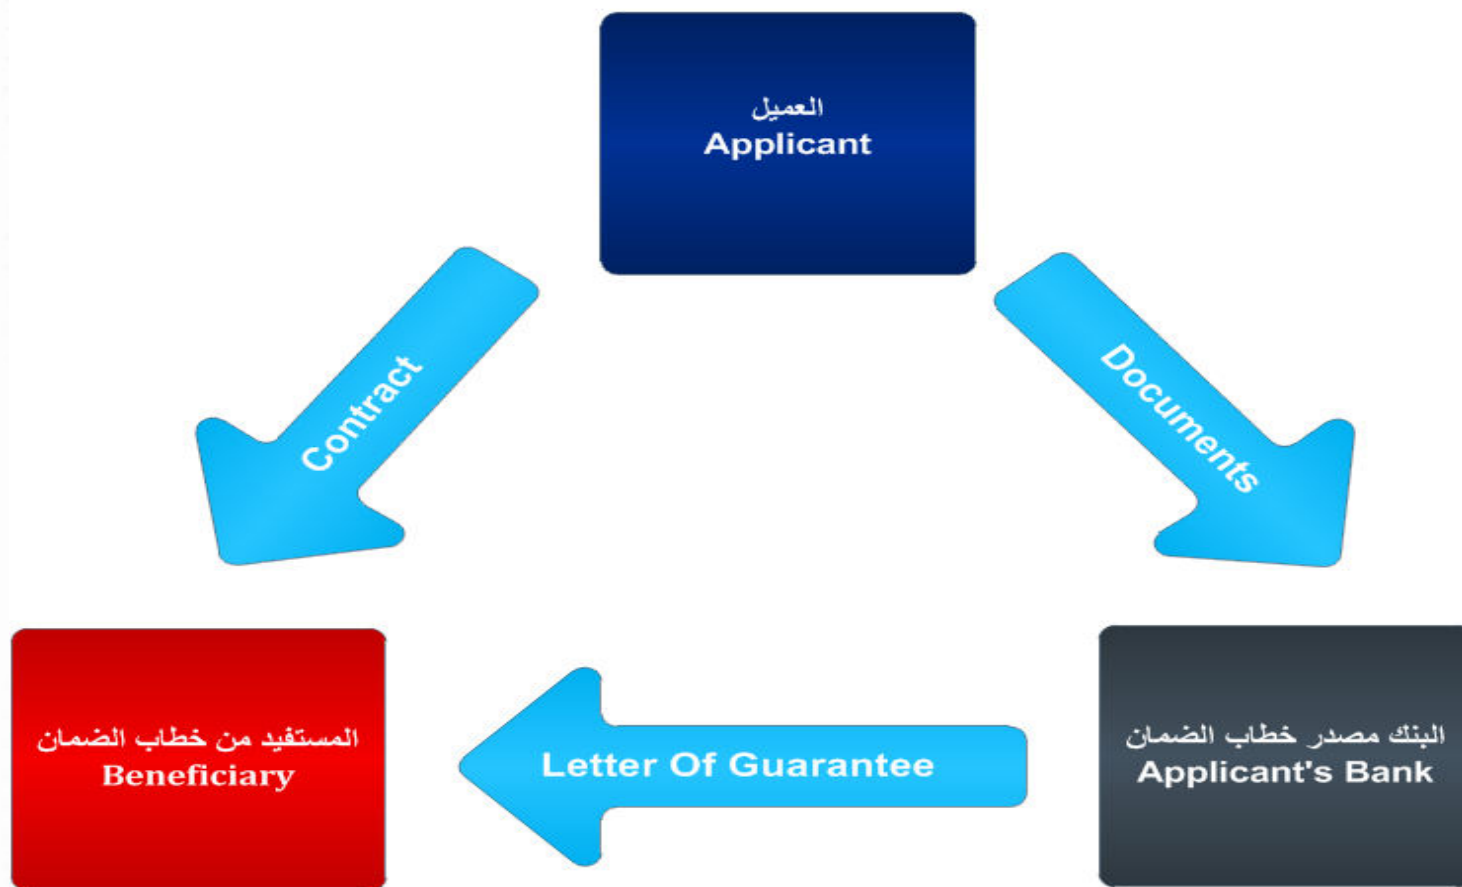 العميل
Applicant
Contract
Documents
المستفيد من خطاب الضمان
Beneficiary
Letter Of Guarantee
البنك مصدر خطاب الضمان
Applicant's Bank